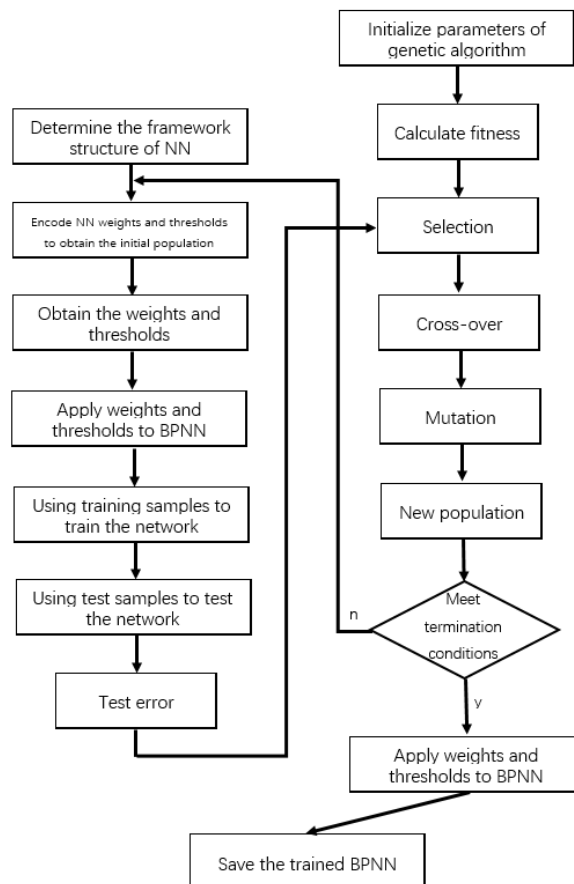 Determine the framework
structure of NN
Encode NN weights and thresholds
to obtain the initial population
Obtain the weights and
thresholds
Apply weights and
thresholds to BPNN
Using training samples to
train the network
Using test samples to test
the network
Test error
Initialize parameters of
genetic algorithm
Calculate fitness
Selection
Cross-over
Mutation
New population
Meet
termination
conditions
n
y
Apply weights and
thresholds to BPNN
Save the trained BPNN